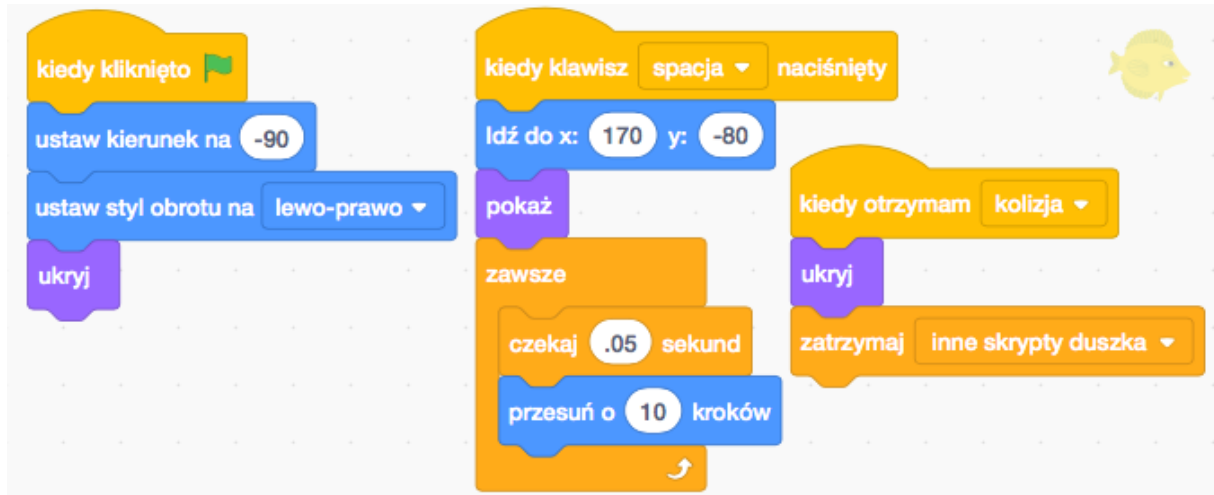 kiedy kliknięto
ustaw kierunek na -90
ustaw styl obrotu na lewo-prawo
ukryj
kiedy klawisz spacja naciśnięty
Idź do x: 170 y: -80
pokaż
zawsze
czekaj .05 sekund
przesuń o 10 kroków
kiedy otrzymam kolizja
ukryj
zatrzymaj inne skrypty duszka